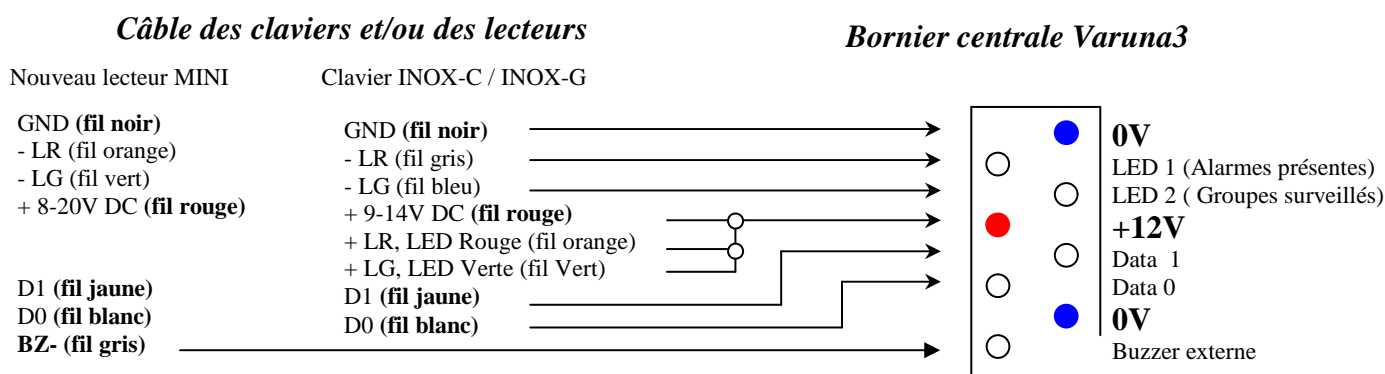 Câble des claviers et/ou des lecteurs
Bornier centrale Varuna3
Nouveau lecteur MINI
Clavier INOX-C / INOX-G
GND (fil noir)
- LR (fil orange)
- LG (fil vert)
+ 8-20V DC (fil rouge)
D1 (fil jaune)
D0 (fil blanc)
BZ- (fil gris)
GND (fil noir)
- LR (fil gris)
- LG (fil bleu)
+ 9-14V DC (fil rouge)
+ LR, LED Rouge (fil orange)
+ LG, LED Verte (fil Vert)
D1 (fil jaune)
D0 (fil blanc)
0V
LED 1 (Alarmes présentes)
LED 2 ( Groupes surveillés)
+12V
Data 1
Data 0
0V
Buzzer externe